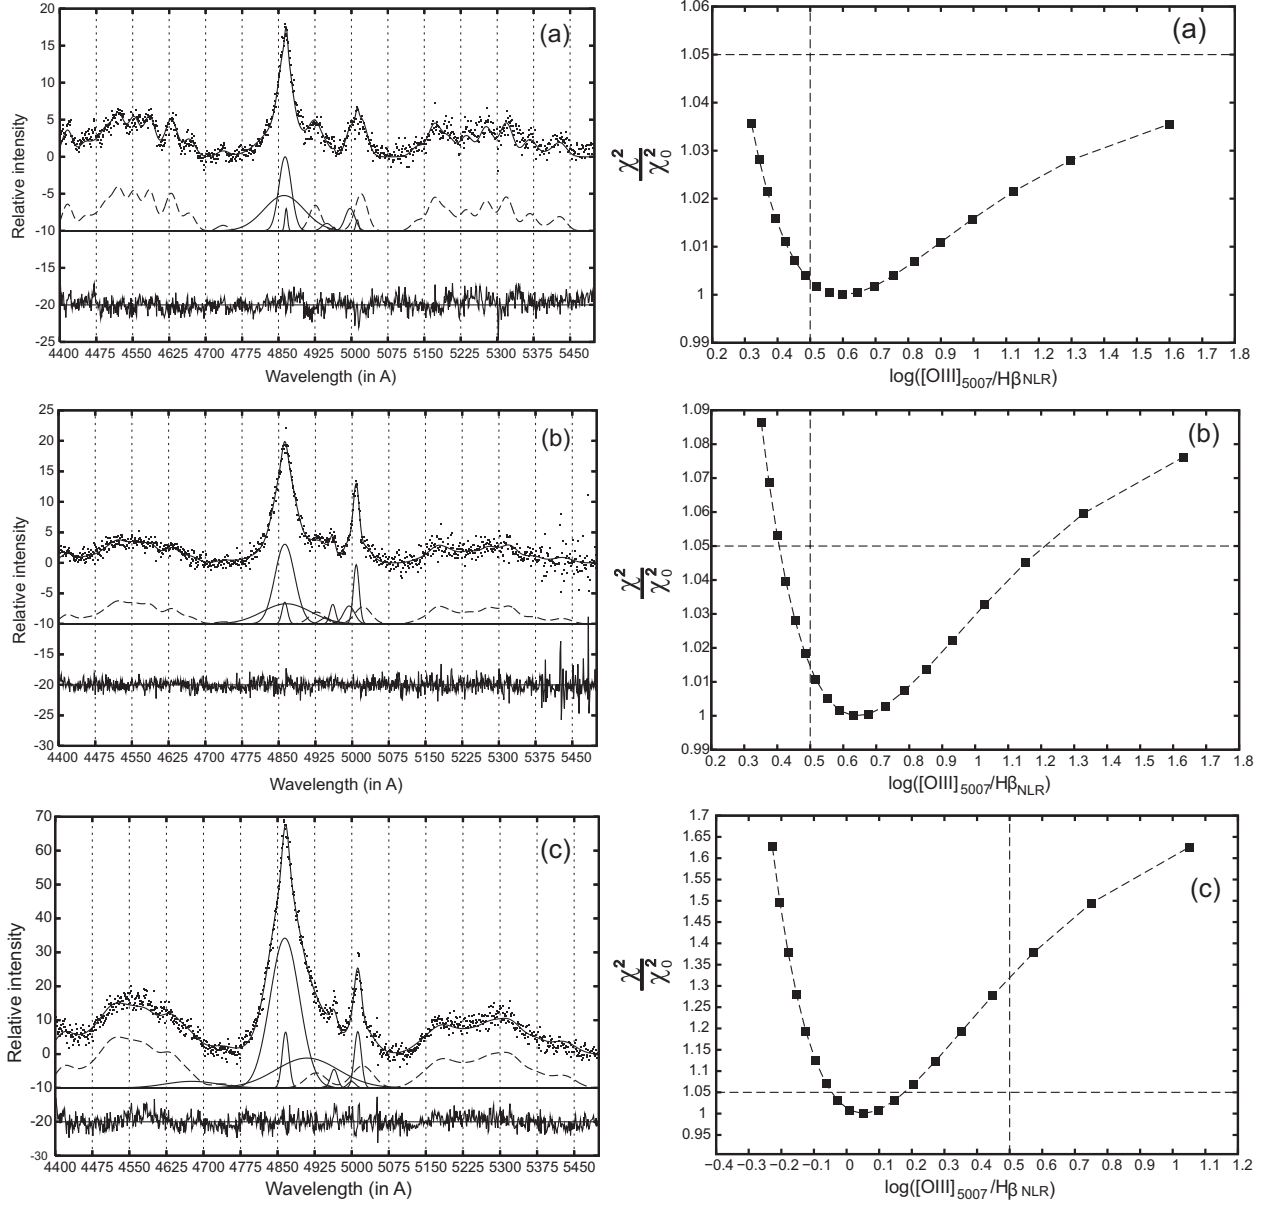 (a)
20
15
10
5
0
-5
-10
-15
-20
-25
Relative intensity
4400 4475 4550 4625 4700 4775 4850 4925 5000 5075 5150 5225 5300 5375 5450
Wavelength (in A)
(a)
1.06
1.05
1.04
1.03
1.02
1.01
1
0.99
χ²/χ₀²
0.2 0.3 0.4 0.5 0.6 0.7 0.8 0.9 1 1.1 1.2 1.3 1.4 1.5 1.6 1.7 1.8
log([OIII]5007/HβNLR)
(b)
25
20
15
10
5
0
-5
-10
-15
-20
-25
-30
Relative intensity
4400 4475 4550 4625 4700 4775 4850 4925 5000 5075 5150 5225 5300 5375 5450
Wavelength (in A)
(b)
1.09
1.08
1.07
1.06
1.05
1.04
1.03
1.02
1.01
1
0.99
χ²/χ₀²
0.2 0.3 0.4 0.5 0.6 0.7 0.8 0.9 1 1.1 1.2 1.3 1.4 1.5 1.6 1.7 1.8
log([OIII]5007/HβNLR)
(c)
70
60
50
40
30
20
10
0
-10
-20
-30
Relative intensity
4400 4475 4550 4625 4700 4775 4850 4925 5000 5075 5150 5225 5300 5375 5450
Wavelength (in A)
(c)
1.7
1.65
1.6
1.55
1.5
1.45
1.4
1.35
1.3
1.25
1.2
1.15
1.1
1.05
1
0.95
χ²/χ₀²
−0.4 −0.3 −0.2 −0.1 0 0.1 0.2 0.3 0.4 0.5 0.6 0.7 0.8 0.9 1 1.1 1.2
log([OIII]5007/HβNLR)